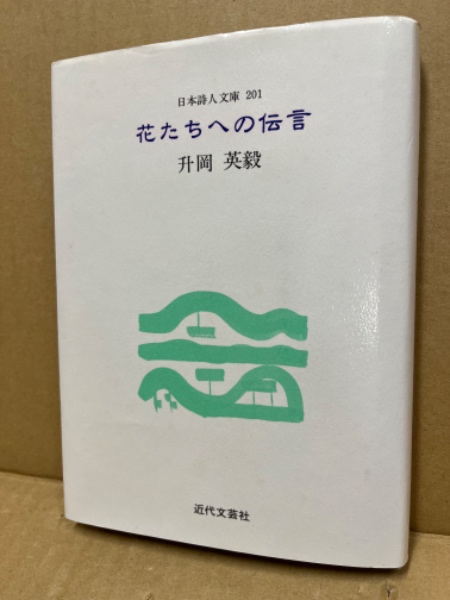 日本詩人文庫 201
花たちへの伝言
升岡 英毅
近代文芸社